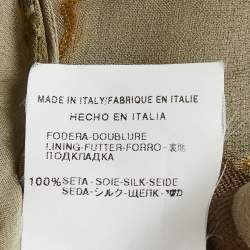 MADE IN ITALY/FABRIQUE EN ITALIE
HECHO EN ITALIA
FODERA-DOUBLURE
LINING-FUTTER-FORRO-裏地
ПОДКЛАДКА
100% SETA-SOIE-SILK-SEIDE
SEDA-シルク-ЩЕЛК-